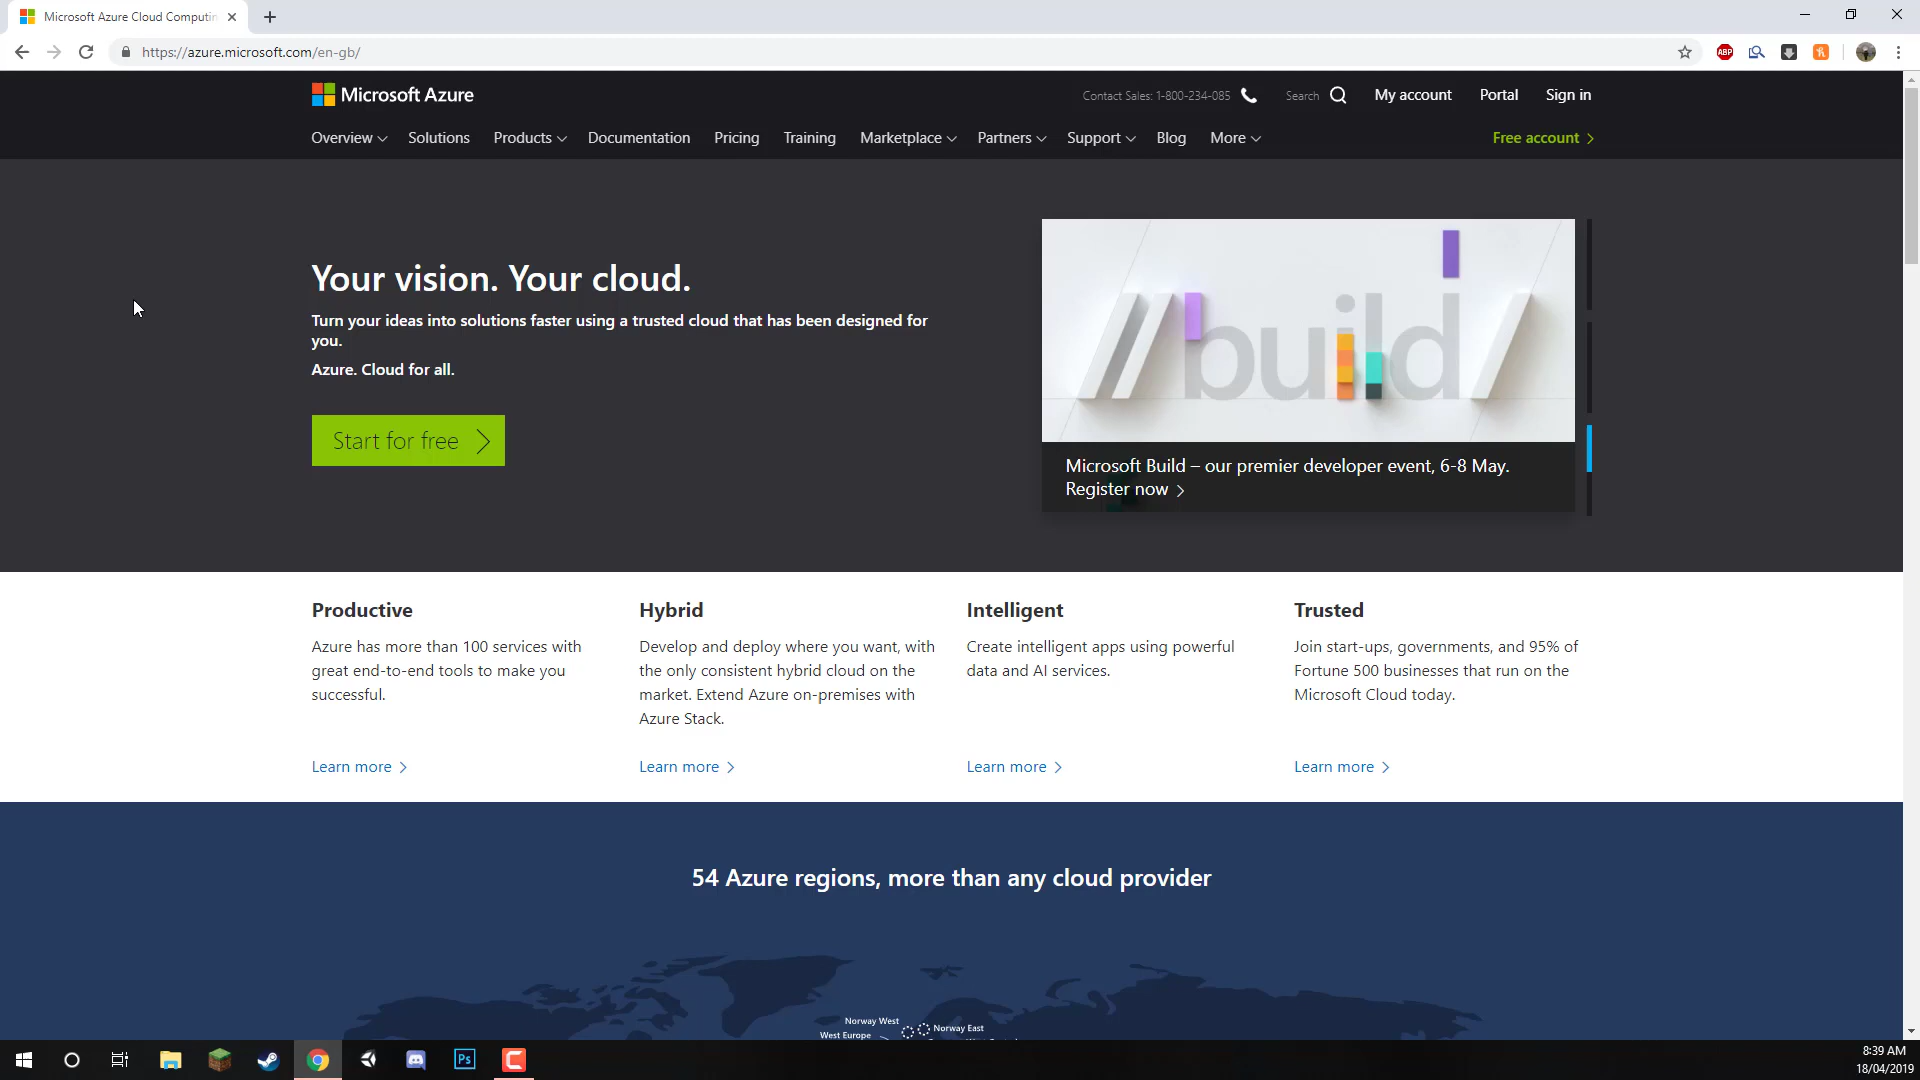 Microsoft Azure Cloud Computin
https://azure.microsoft.com/en-gb/
ABP
Microsoft Azure
Contact Sales: 1-800-234-085
Search
My account
Portal
Sign in
Overview
Solutions
Products
Documentation
Pricing
Training
Marketplace
Partners
Support
Blog
More
Free account
Your vision. Your cloud.
Turn your ideas into solutions faster using a trusted cloud that has been designed for
you.
Azure. Cloud for all.
Start for free
//build/
Microsoft Build – our premier developer event, 6-8 May.
Register now
Productive
Azure has more than 100 services with
great end-to-end tools to make you
successful.
Learn more
Hybrid
Develop and deploy where you want, with
the only consistent hybrid cloud on the
market. Extend Azure on-premises with
Azure Stack.
Learn more
Intelligent
Create intelligent apps using powerful
data and AI services.
Learn more
Trusted
Join start-ups, governments, and 95% of
Fortune 500 businesses that run on the
Microsoft Cloud today.
Learn more
54 Azure regions, more than any cloud provider
Norway West
Norway East
West Europe
Ps
8:39 AM
18/04/2019